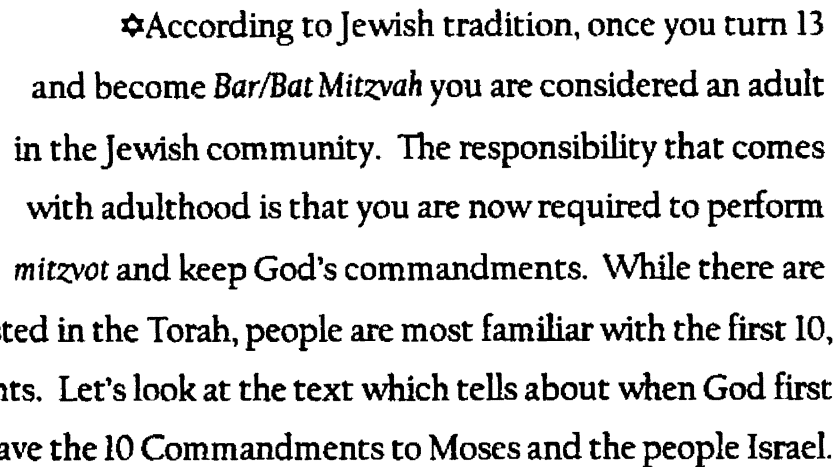 ✡According to Jewish tradition, once you turn 13
and become Bar/Bat Mitzvah you are considered an adult
in the Jewish community. The responsibility that comes
with adulthood is that you are now required to perform
mitzvot and keep God's commandments. While there are
in the Torah, people are most familiar with the first 10,
Let's look at the text which tells about when God first
the 10 Commandments to Moses and the people Israel.